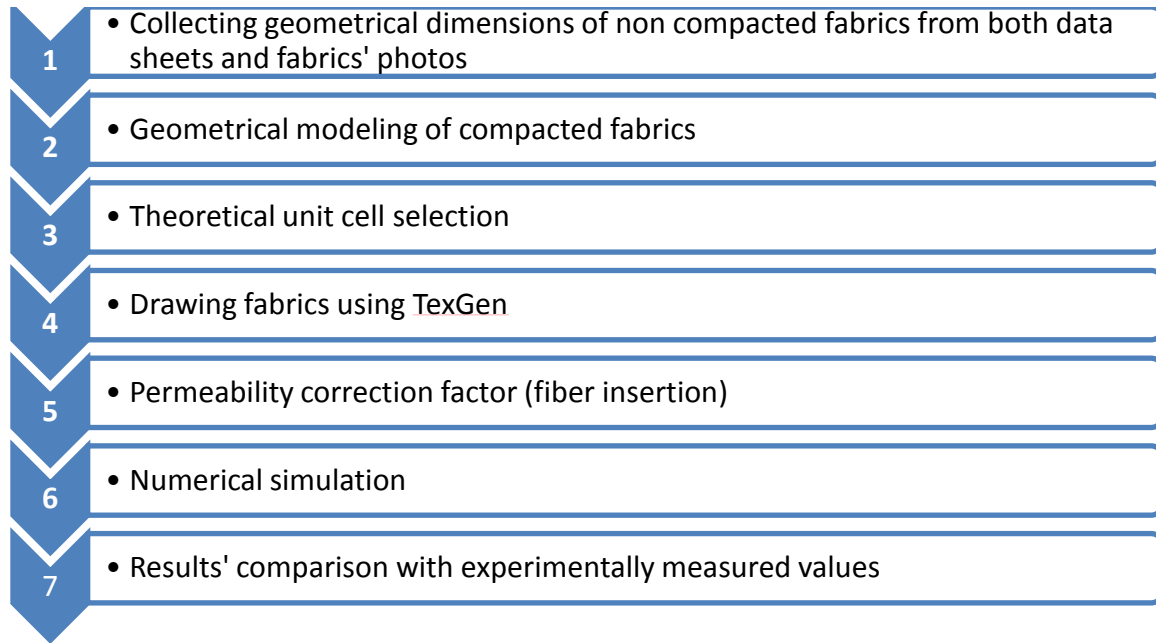 1
• Collecting geometrical dimensions of non compacted fabrics from both data
sheets and fabrics' photos
2
• Geometrical modeling of compacted fabrics
3
• Theoretical unit cell selection
4
• Drawing fabrics using TexGen
5
• Permeability correction factor (fiber insertion)
6
• Numerical simulation
7
• Results' comparison with experimentally measured values